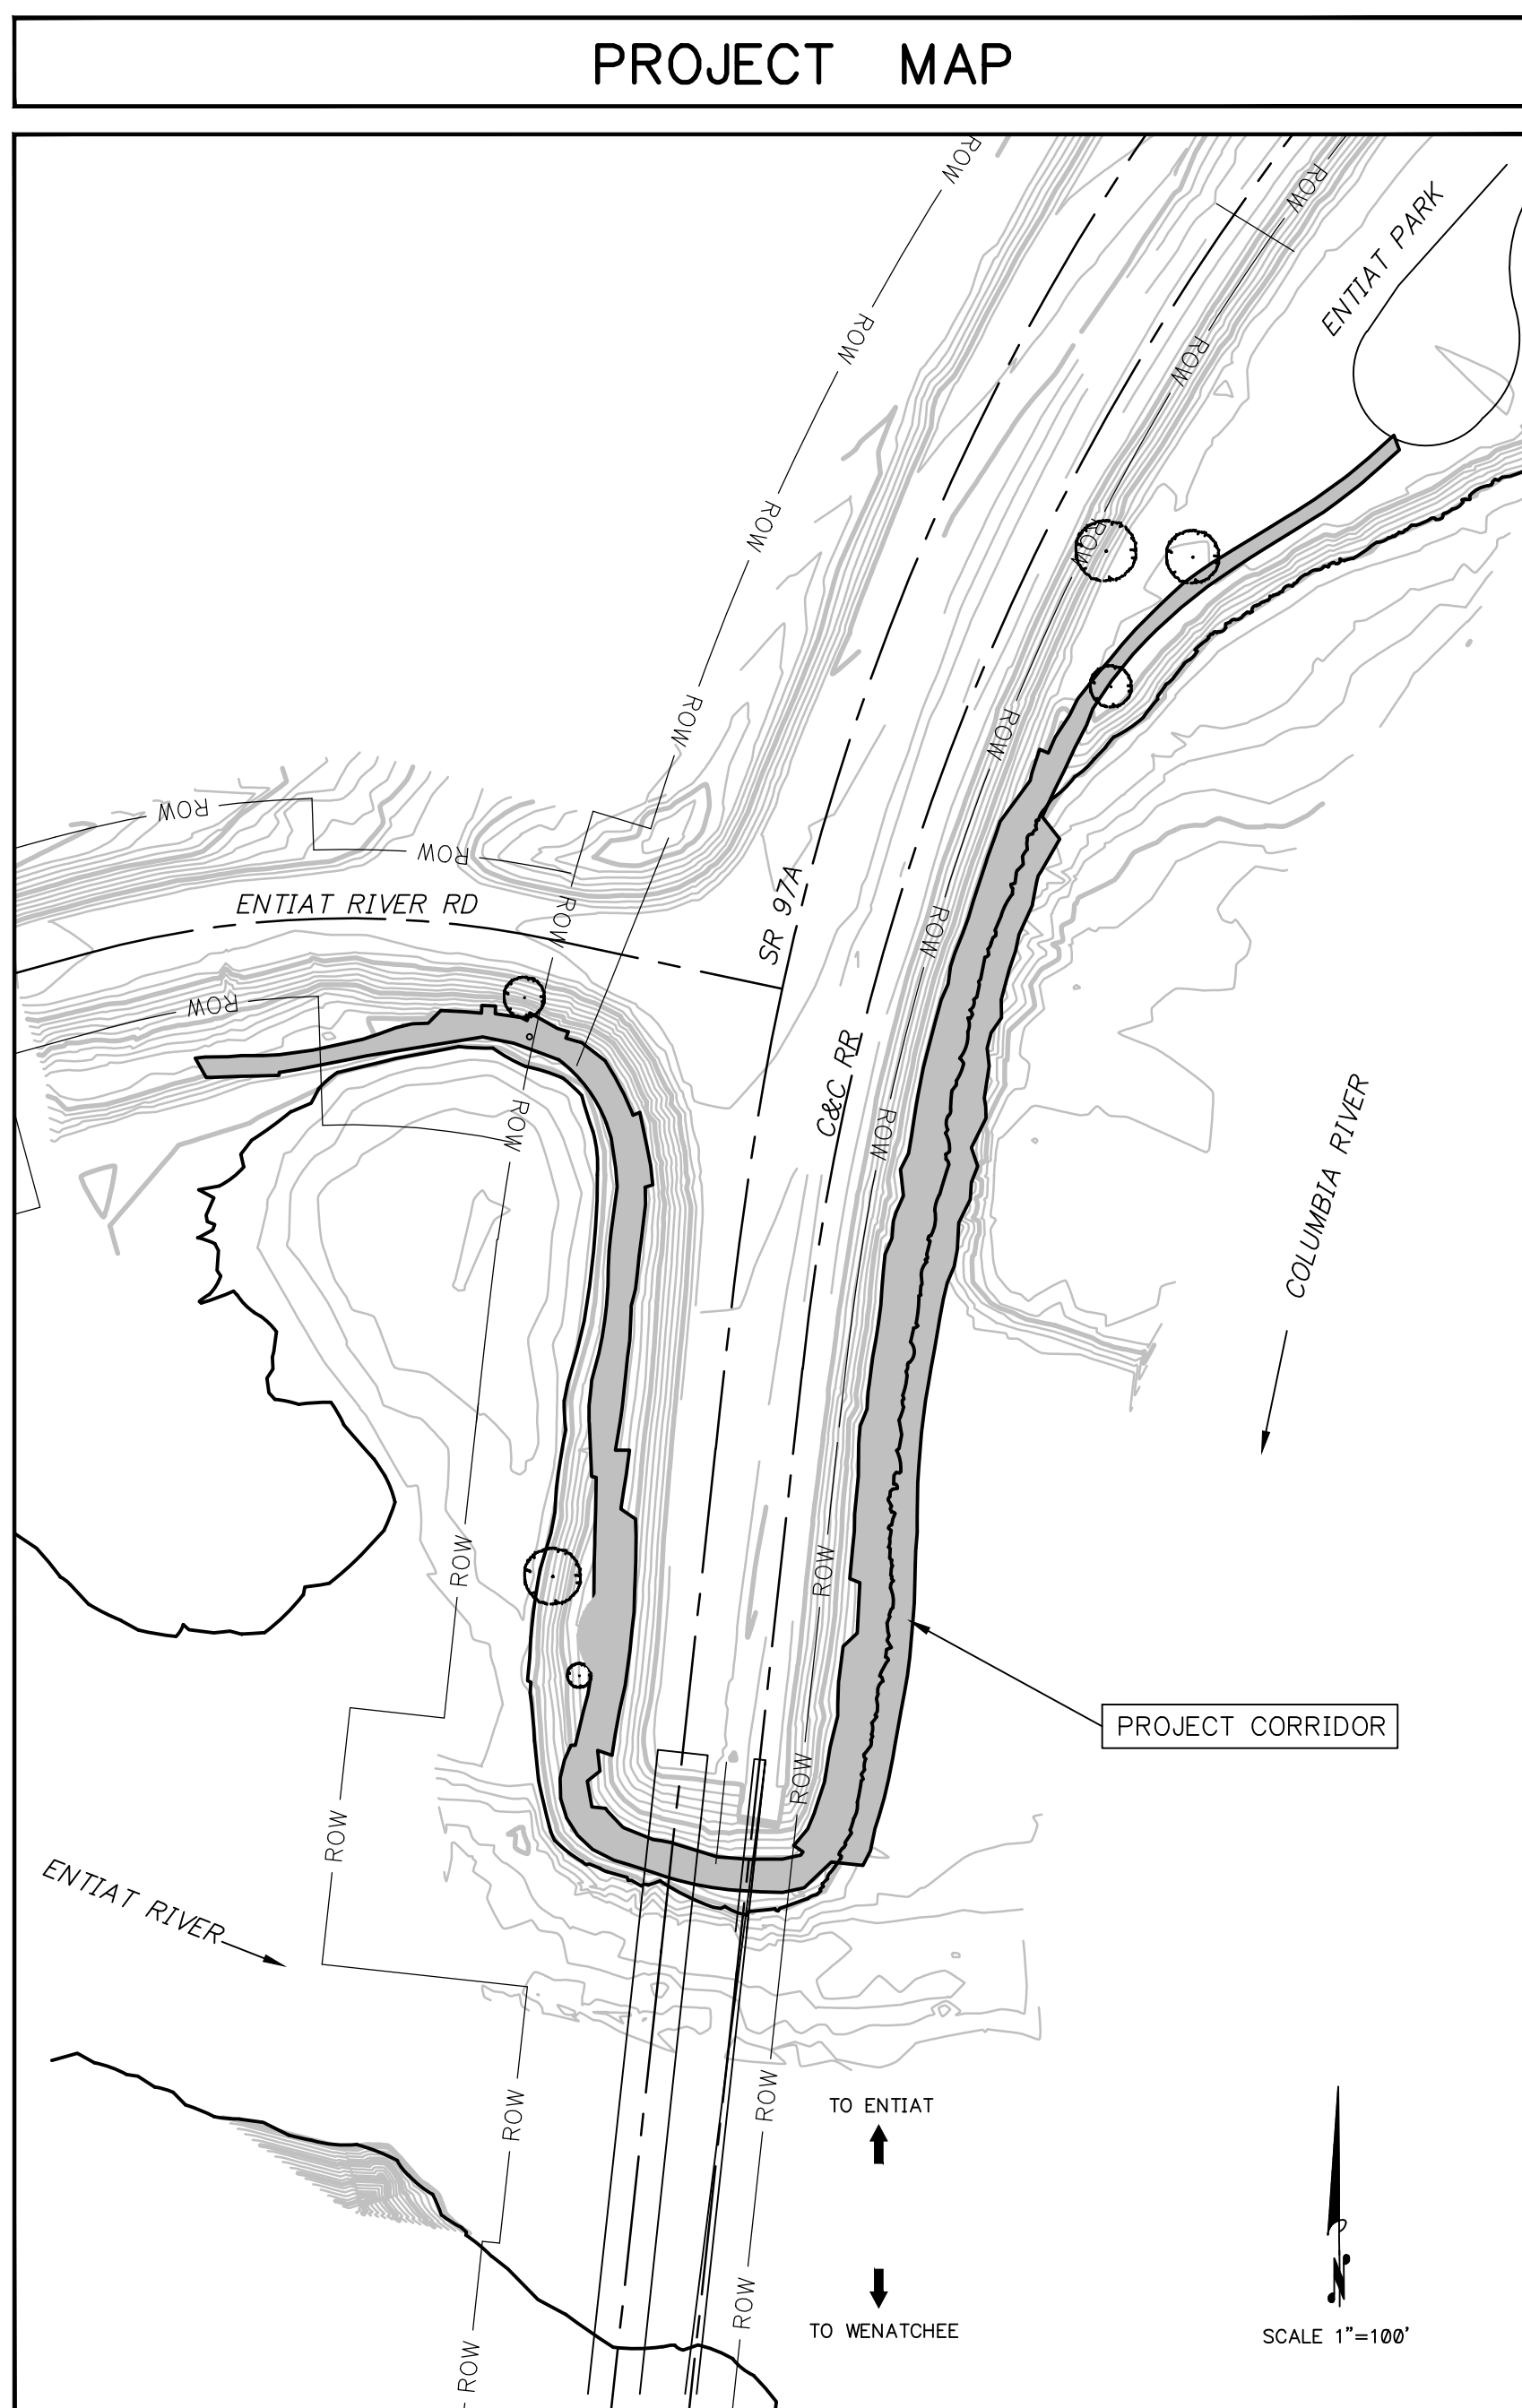 PROJECT MAP
ROW
ROW
ENTIAT PARK
ROW
ROW
ROW
ROW
ROW
ROW
ROW
ROW
ROW
ENTIAT RIVER RD
SR 97A
ROW
ROW
ROW
C&C RR
ROW
ROW
COLUMBIA RIVER
ROW
ROW
PROJECT CORRIDOR
ROW
ROW
ENTIAT RIVER
ROW
ROW
TO ENTIAT
N
ROW
TO WENATCHEE
SCALE 1"=100'
ROW